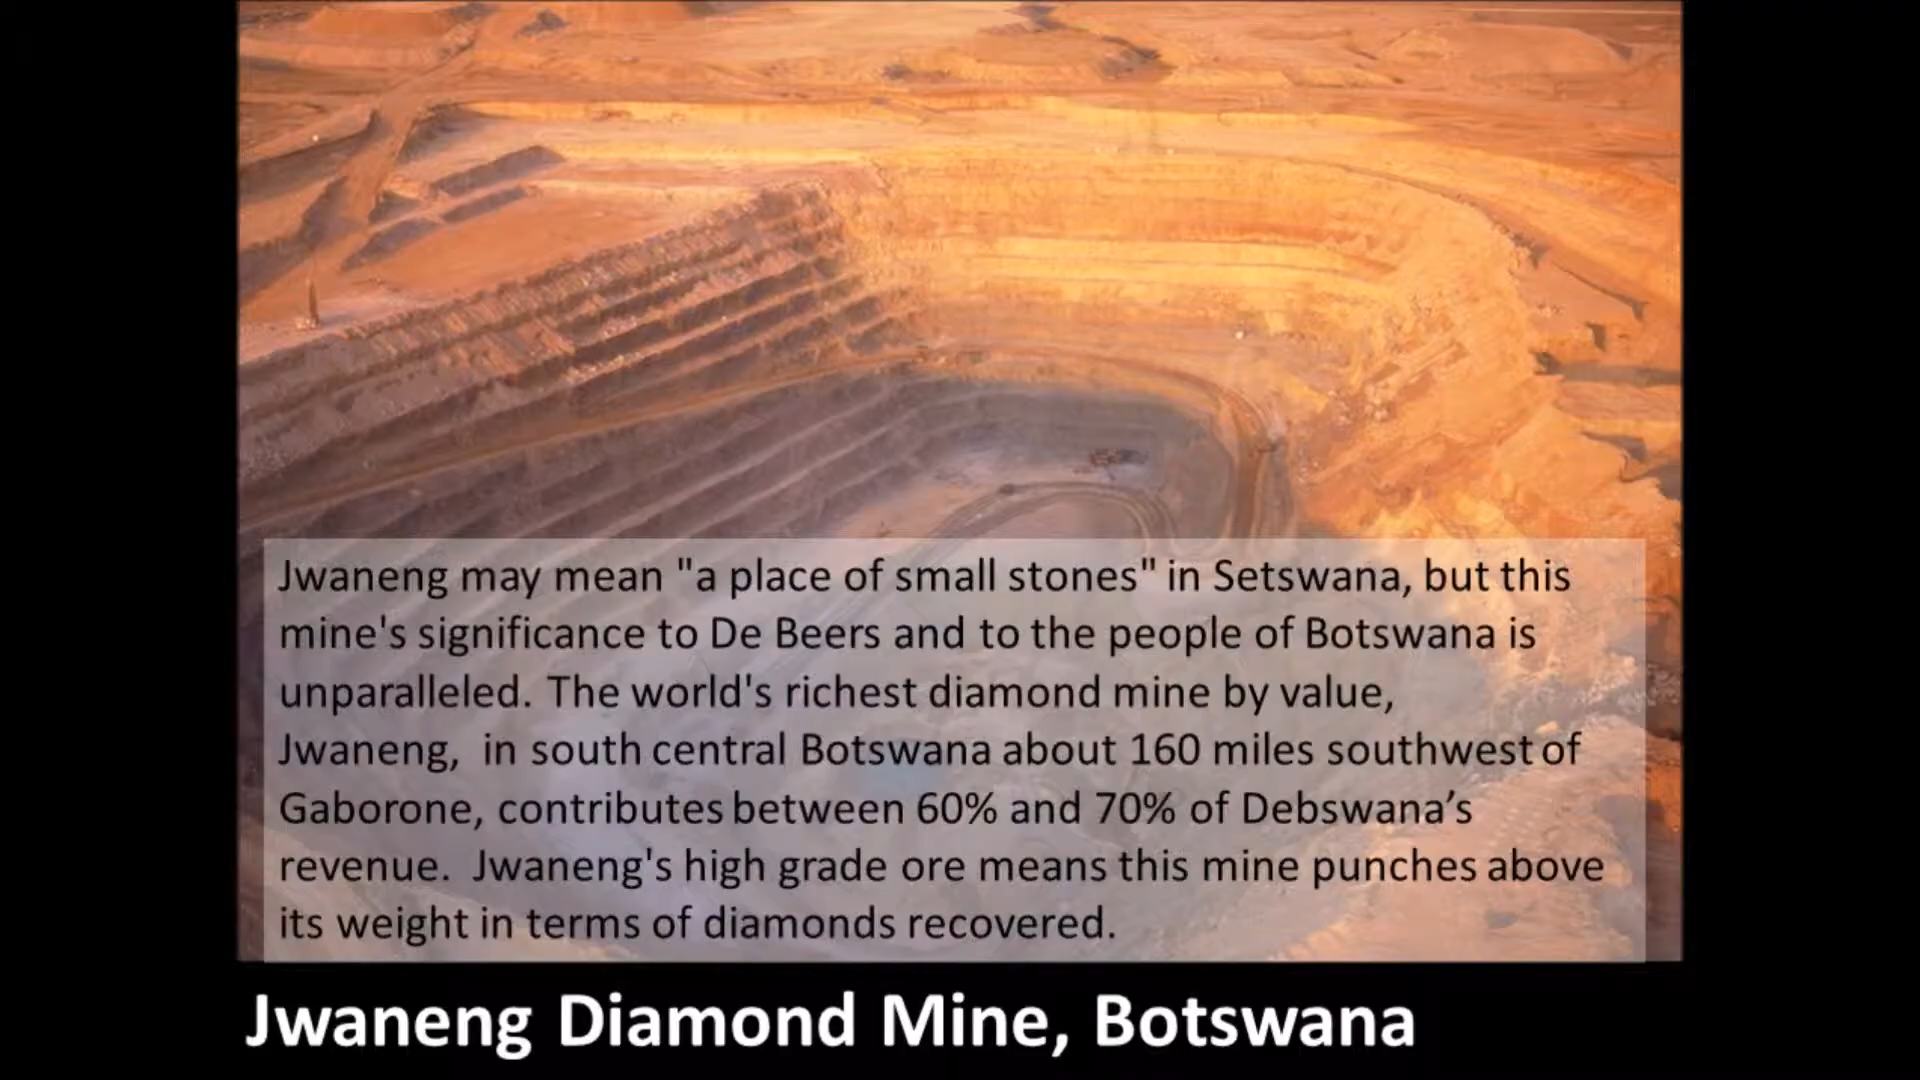 Jwaneng may mean "a place of small stones" in Setswana, but this
mine's significance to De Beers and to the people of Botswana is
unparalleled. The world's richest diamond mine by value,
Jwaneng,  in south central Botswana about 160 miles southwest of
Gaborone, contributes between 60% and 70% of Debswana’s
revenue.  Jwaneng's high grade ore means this mine punches above
its weight in terms of diamonds recovered.
Jwaneng Diamond Mine, Botswana